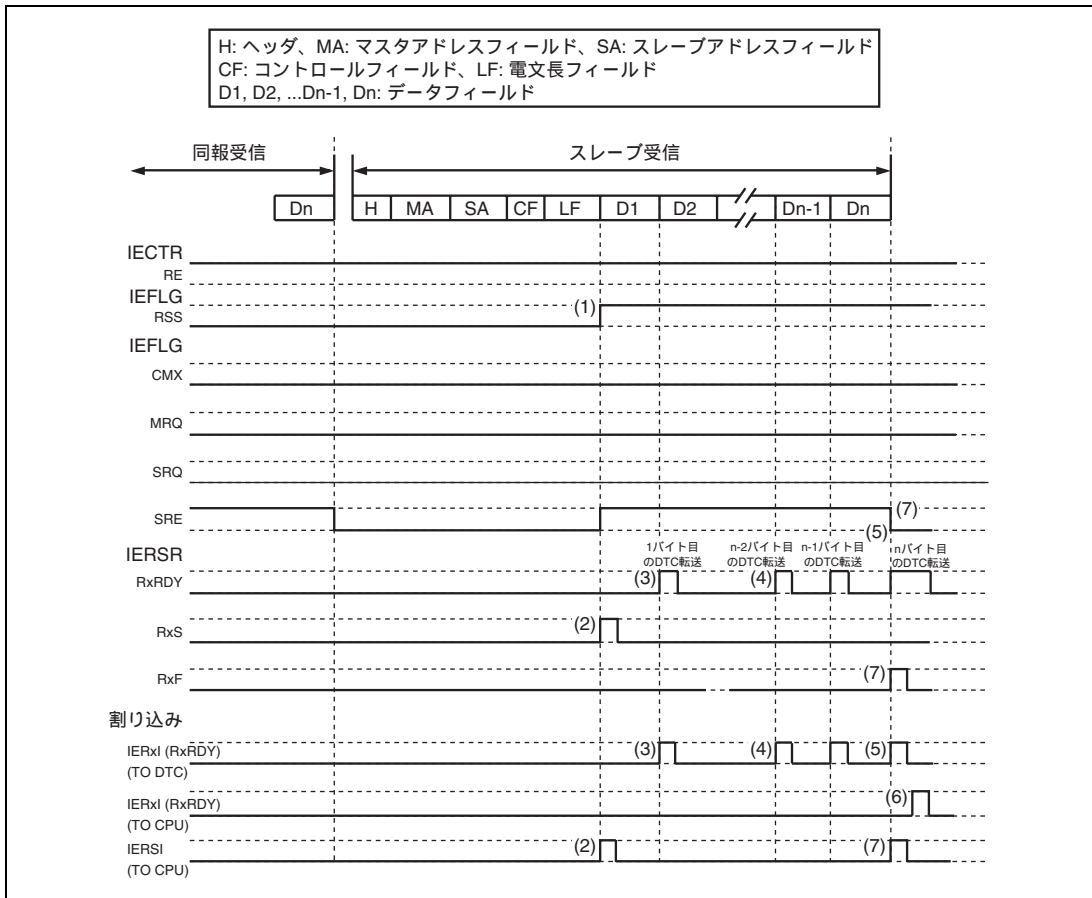 H: ヘッダ、MA: マスタアドレスフィールド、SA: スレーブアドレスフィールド
CF: コントロールフィールド、LF: 電文長フィールド
D1, D2, ...Dn-1, Dn: データフィールド
同報受信 スレーブ受信
Dn H MA SA CF LF D1 D2 Dn-1 Dn
IECTR
RE
IEFLG
RSS (1)
IEFLG
CMX
MRQ
SRQ
SRE (7)
(5)
IERSR
1バイト目 n-2バイト目 n-1バイト目 nバイト目
のDTC転送 のDTC転送 のDTC転送 のDTC転送
RxRDY (3) (4)
RxS (2)
RxF (7)
割り込み
IERxI (RxRDY) (3) (4) (5)
(TO DTC)
IERxI (RxRDY) (6)
(TO CPU)
IERSI (2) (7)
(TO CPU)